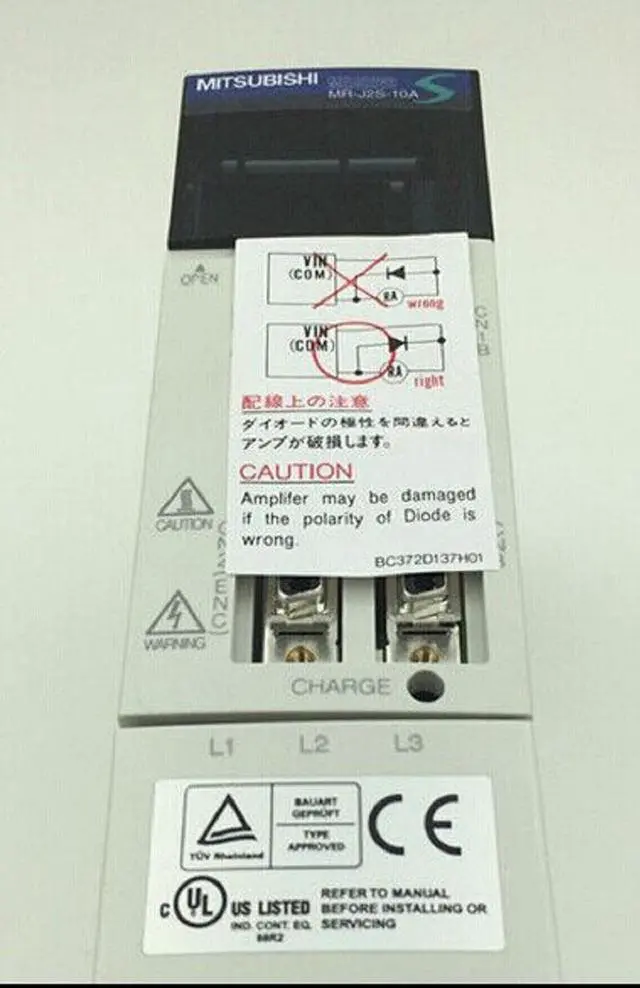 MITSUBISHI
MR-J2S-10A
OPEN
VIN
(COM)
RA
wrong
VIN
(COM)
RA
right
CN1B
配線上の注意
ダイオードの極性を間違えると
アンプが破損します。
CAUTION
Amplifer may be damaged
if the polarity of Diode is
wrong.
BC372D137H01
CAUTION
WARNING
CHARGE
L1 L2 L3
TÜV Rheinland
BAUART
GEPRÜFT
TYPE
APPROVED
CE
C UL US LISTED
IND. CONT. EQ.
68R2
REFER TO MANUAL
BEFORE INSTALLING OR
SERVICING